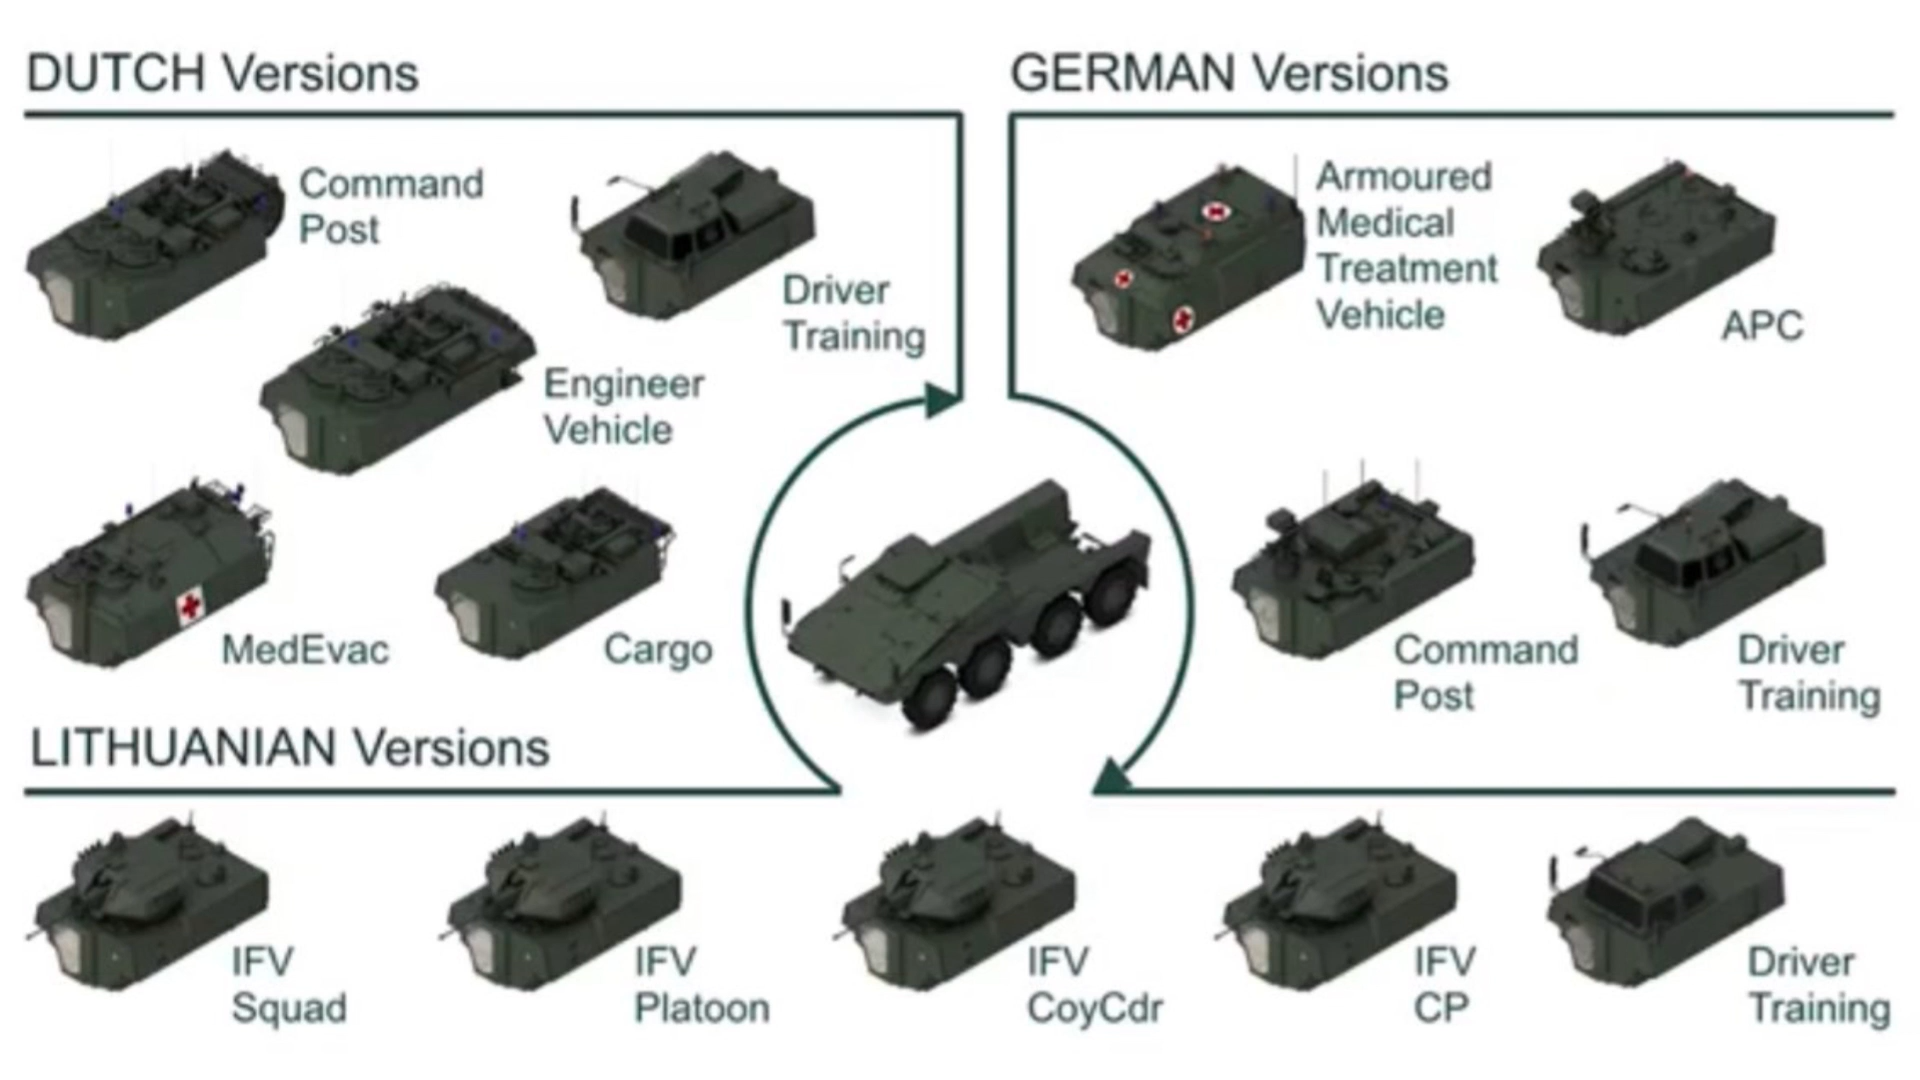 DUTCH Versions
Command
Post
Driver
Training
Engineer
Vehicle
MedEvac
Cargo
GERMAN Versions
Armoured
Medical
Treatment
Vehicle
APC
Command
Post
Driver
Training
LITHUANIAN Versions
IFV
Squad
IFV
Platoon
IFV
CoyCdr
IFV
CP
Driver
Training